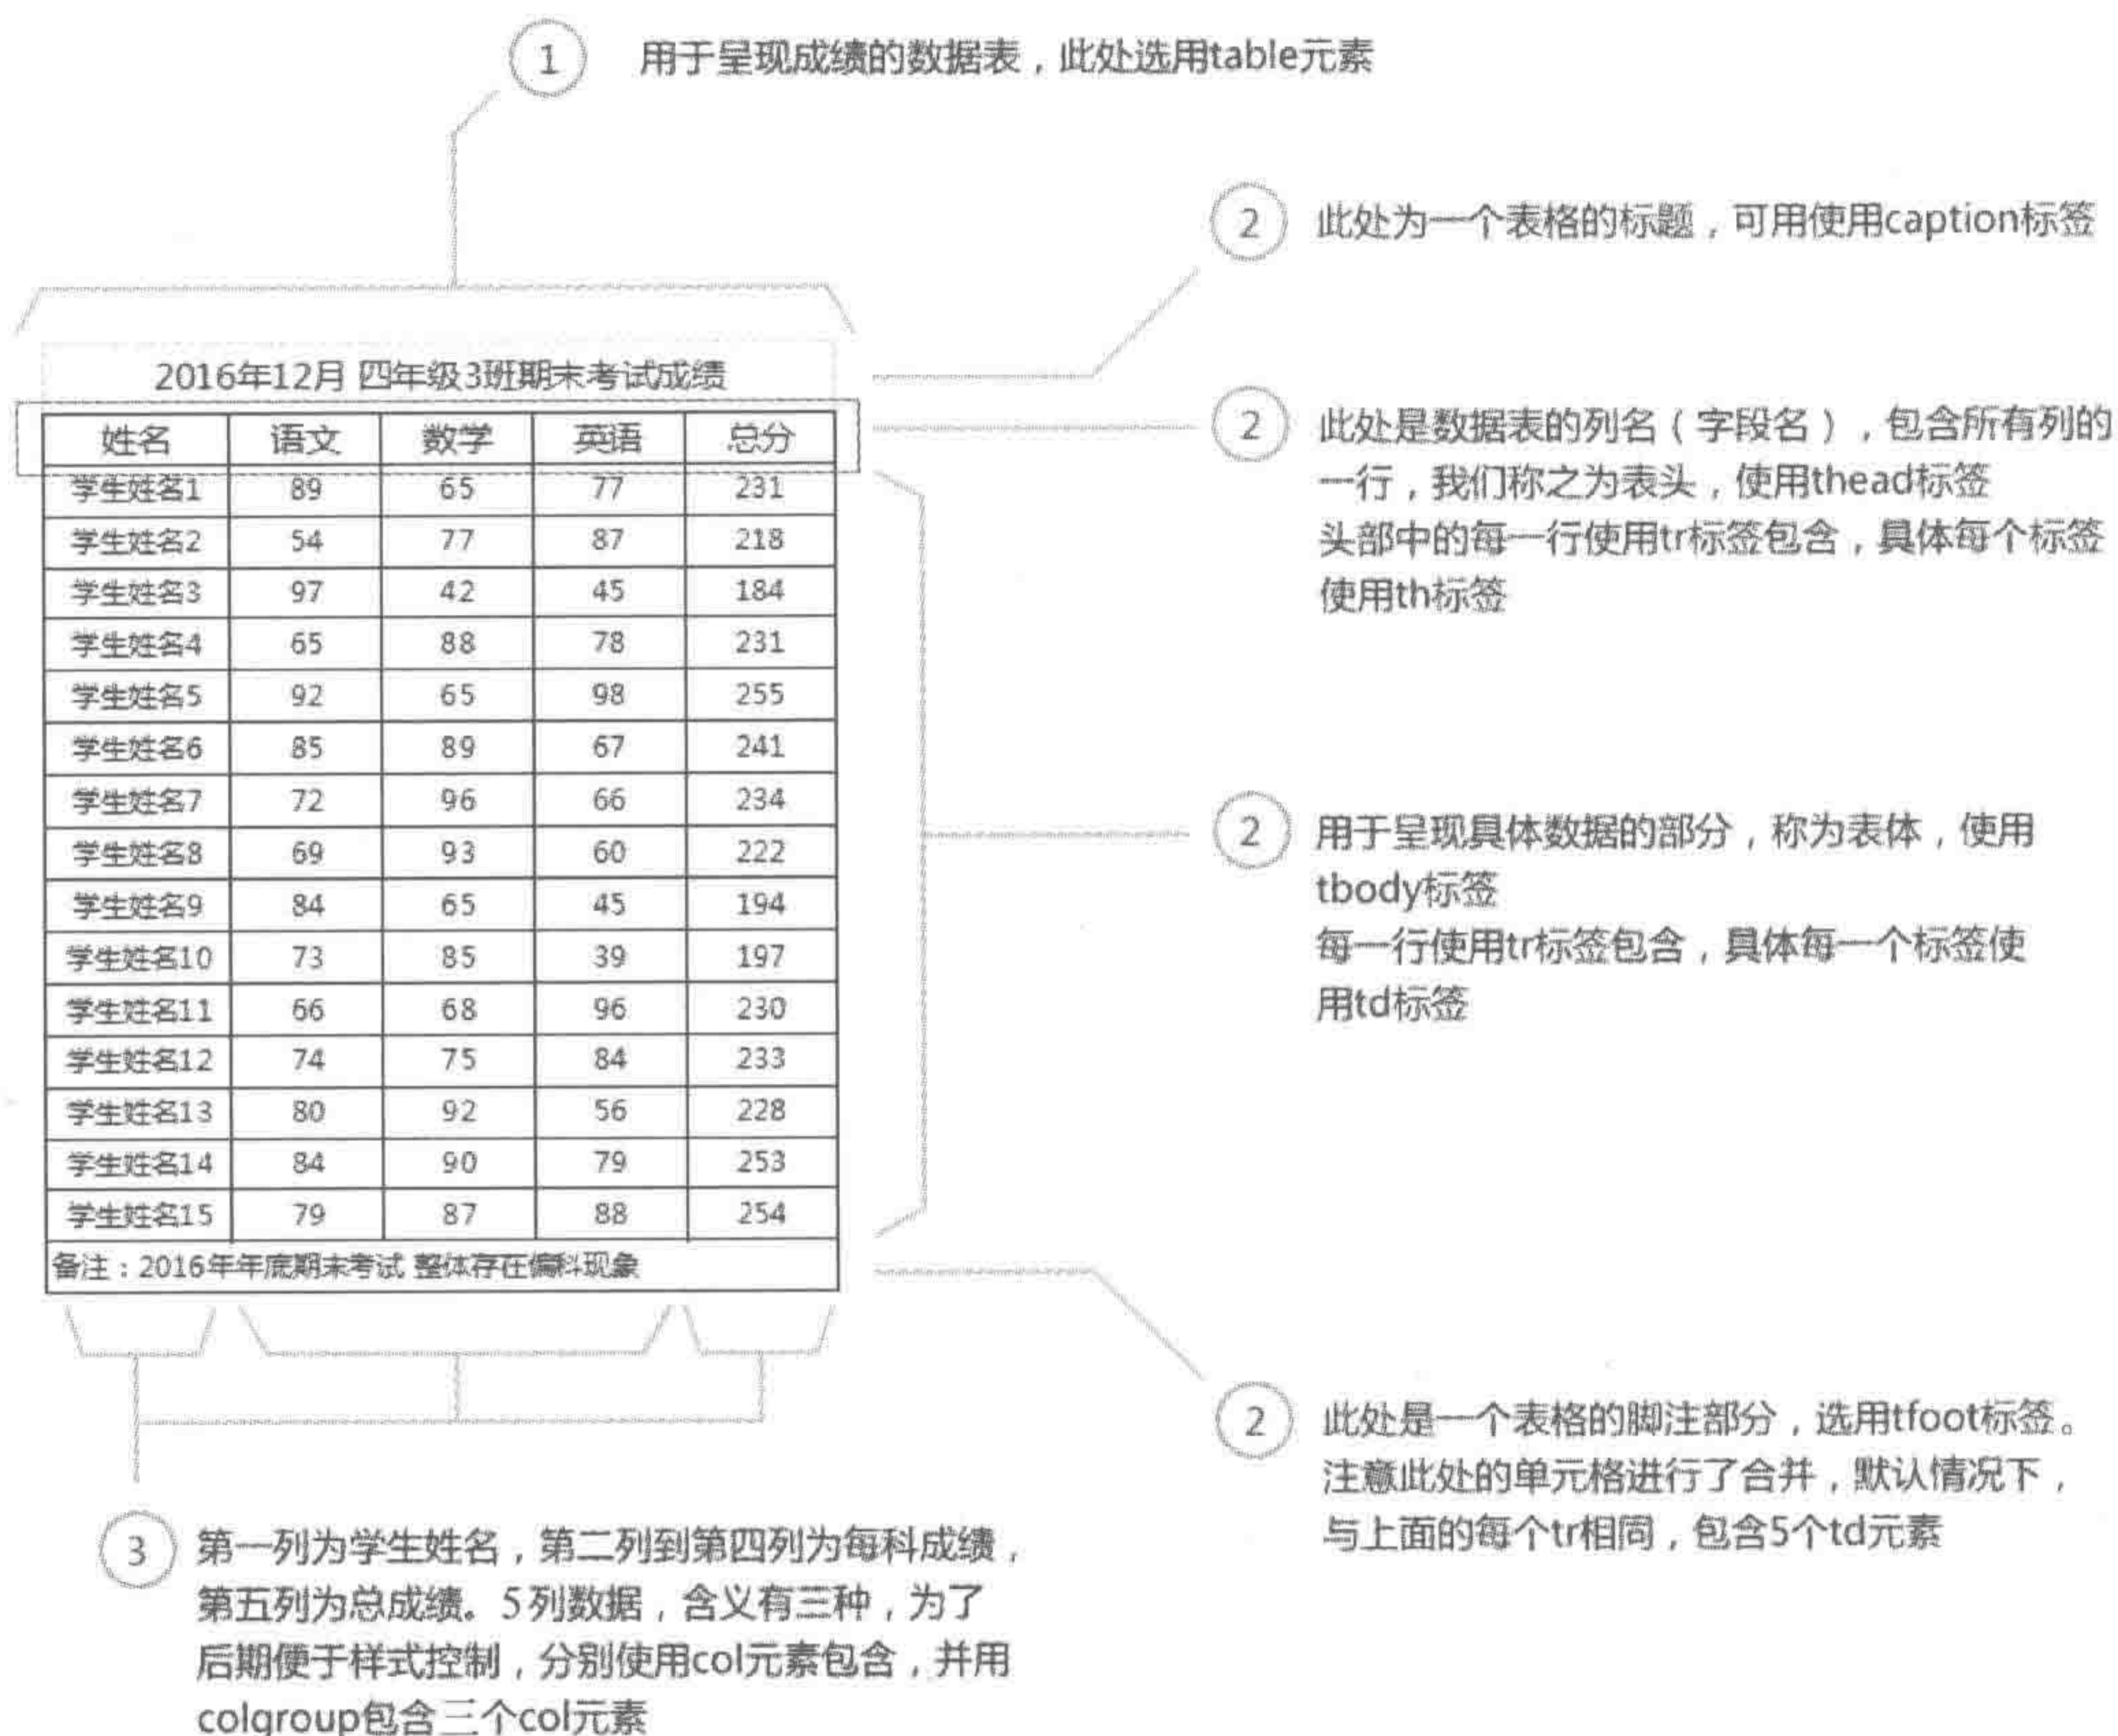 1 用于呈现成绩的数据表，此处选用table元素
2 此处为一个表格的标题，可用使用caption标签
2016年12月 四年级3班期末考试成绩
姓名 语文 数学 英语 总分
学生姓名1 89 65 77 231
学生姓名2 54 77 87 218
学生姓名3 97 42 45 184
学生姓名4 65 88 78 231
学生姓名5 92 65 98 255
学生姓名6 85 89 67 241
学生姓名7 72 96 66 234
学生姓名8 69 93 60 222
学生姓名9 84 65 45 194
学生姓名10 73 85 39 197
学生姓名11 66 68 96 230
学生姓名12 74 75 84 233
学生姓名13 80 92 56 228
学生姓名14 84 90 79 253
学生姓名15 79 87 88 254
备注：2016年年底期末考试 整体存在偏科现象
2 此处是数据表的列名（字段名），包含所有列的
一行，我们称之为表头，使用thead标签
头部中的每一行使用tr标签包含，具体每个标签
使用th标签
2 用于呈现具体数据的部分，称为表体，使用
tbody标签
每一行使用tr标签包含，具体每一个标签使
用td标签
2 此处是一个表格的脚注部分，选用tfoot标签。
注意此处的单元格进行了合并，默认情况下，
与上面的每个tr相同，包含5个td元素
3 第一列为学生姓名，第二列到第四列为每科成绩，
第五列为总成绩。5列数据，含义有三种，为了
后期便于样式控制，分别使用col元素包含，并用
colgroup包含三个col元素